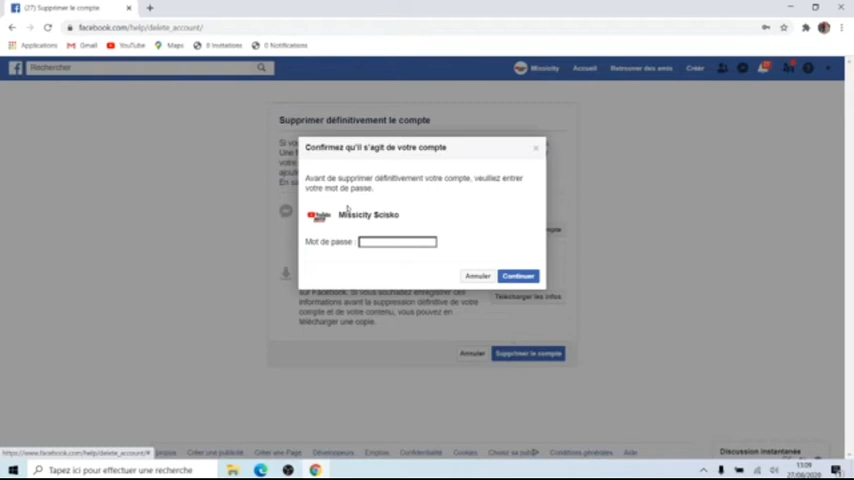 (27) Supprimer le compte
facebook.com/help/delete_account/
Applications Gmail YouTube Maps 0 Invitations 0 Notifications
Rechercher
Missicity Accueil Retrouver des amis Créer
Supprimer définitivement le compte
Confirmez qu'il s'agit de votre compte
Avant de supprimer définitivement votre compte, veuillez entrer
votre mot de passe.
Missicity Scisko
Mot de passe :
Annuler Continuer
Télécharger les infos
sur Facebook. Si vous souhaitez enregistrer ces
informations avant la suppression définitive de votre
compte et de votre contenu, vous pouvez en
télécharger une copie.
Annuler Supprimer le compte
https://www.facebook.com/help/delete_account/#
propos Créer une publicité Créer une Page Développeurs Emplois Confidentialité Cookies Choisir sa pub Conditions générales Aide
Discussion instantanée
Tapez ici pour effectuer une recherche
13:09
27/09/2020